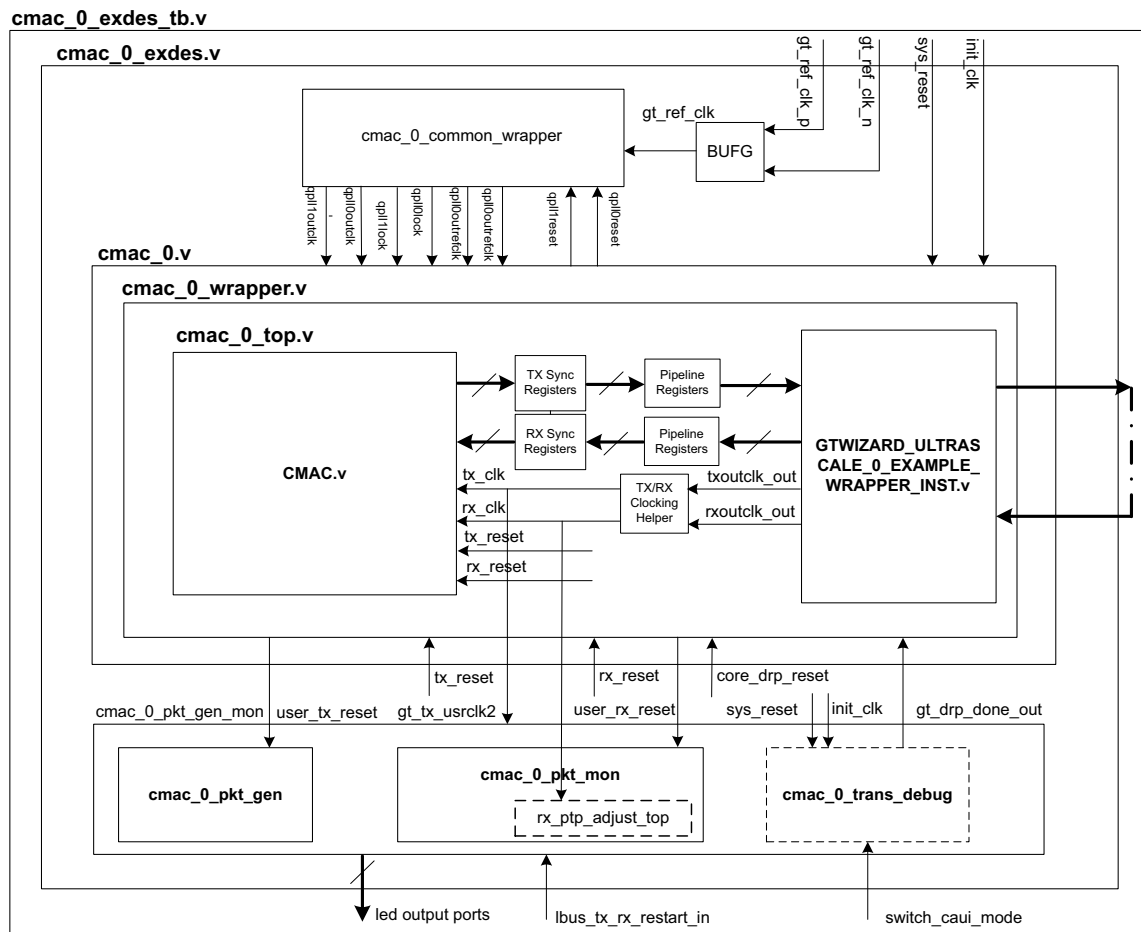 cmac_0_exdes_tb.v
cmac_0_exdes.v
gt_ref_clk_p
gt_ref_clk_n
sys_reset
init_clk
cmac_0_common_wrapper
gt_ref_clk
BUFG
qpll1outclk
-
qpll0outclk
qpll1lock
qpll0lock
qpll0outrefclk
qpll0outrefclk
qpll1reset
qpll0reset
cmac_0.v
cmac_0_wrapper.v
cmac_0_top.v
CMAC.v
TX Sync
Registers
Pipeline
Registers
RX Sync
Registers
Pipeline
Registers
GTWIZARD_ULTRAS
CALE_0_EXAMPLE_
WRAPPER_INST.v
tx_clk
rx_clk
tx_reset
rx_reset
TX/RX
Clocking
Helper
txoutclk_out
rxoutclk_out
tx_reset
rx_reset
core_drp_reset
cmac_0_pkt_gen_mon
user_tx_reset
gt_tx_usrclk2
user_rx_reset
sys_reset
init_clk
gt_drp_done_out
cmac_0_pkt_gen
cmac_0_pkt_mon
rx_ptp_adjust_top
cmac_0_trans_debug
led output ports
lbus_tx_rx_restart_in
switch_caui_mode